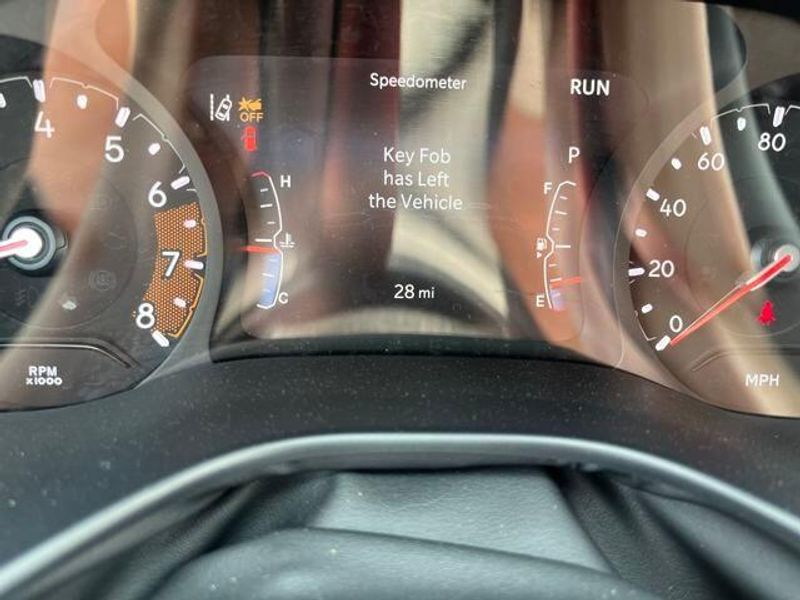 Speedometer
RUN
OFF
4
5
6
7
8
RPM
x1000
H
C
Key Fob
has Left
the Vehicle
28 mi
P
F
E
0
20
40
60
80
MPH